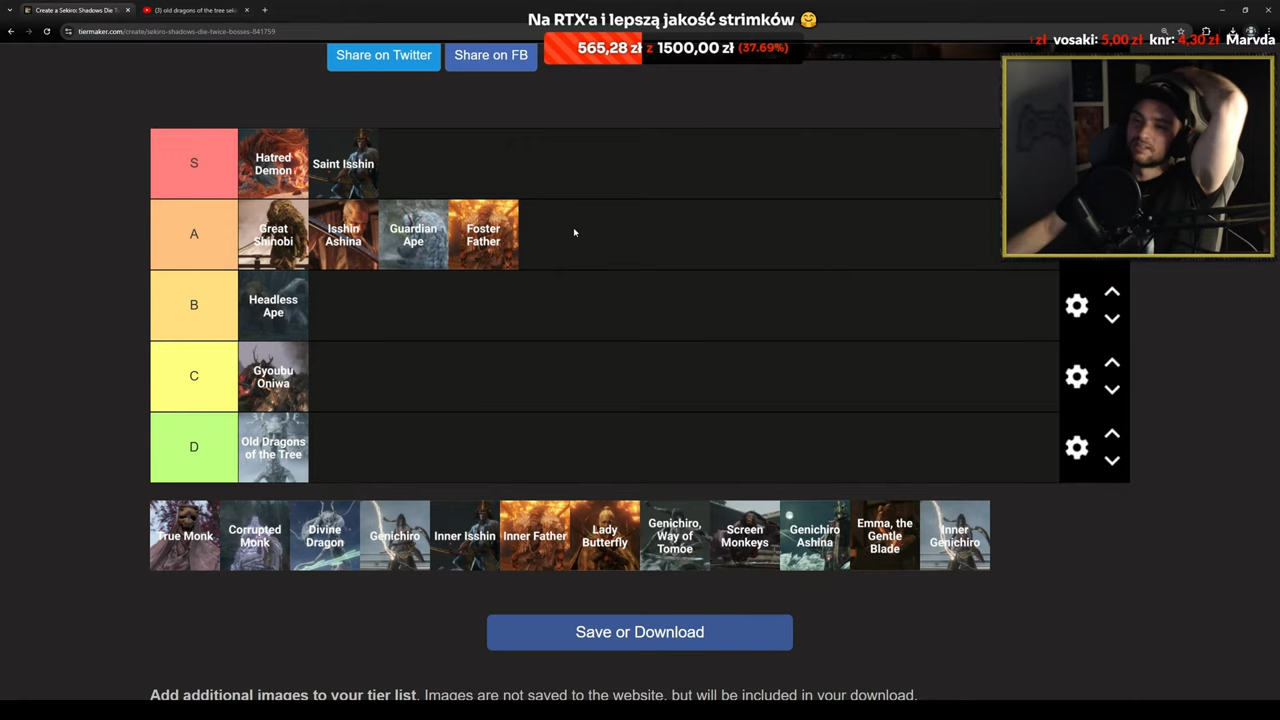 Create a Sekiro: Shadows Die T
(3) old dragons of the tree sek
tiermaker.com/create/sekiro-shadows-die-twice-bosses-841759
Na RTX'a i lepszą jakość strimków 🤗
565,28 zł z 1500,00 zł (37.69%)
zł vosaki: 5,00 zł knr: 4,30 zł Marvda
Share on Twitter
Share on FB
S
Hatred
Demon
Saint Isshin
A
Great
Shinobi
Isshin
Ashina
Guardian
Ape
Foster
Father
B
Headless
Ape
C
Gyoubu
Oniwa
D
Old Dragons
of the Tree
True Monk
Corrupted
Monk
Divine
Dragon
Genichiro
Inner Isshin
Inner Father
Lady
Butterfly
Genichiro,
Way of
Tomoe
Screen
Monkeys
Genichiro
Ashina
Emma, the
Gentle
Blade
Inner
Genichiro
Save or Download
Add additional images to your tier list. Images are not saved to the website, but will be included in your download.